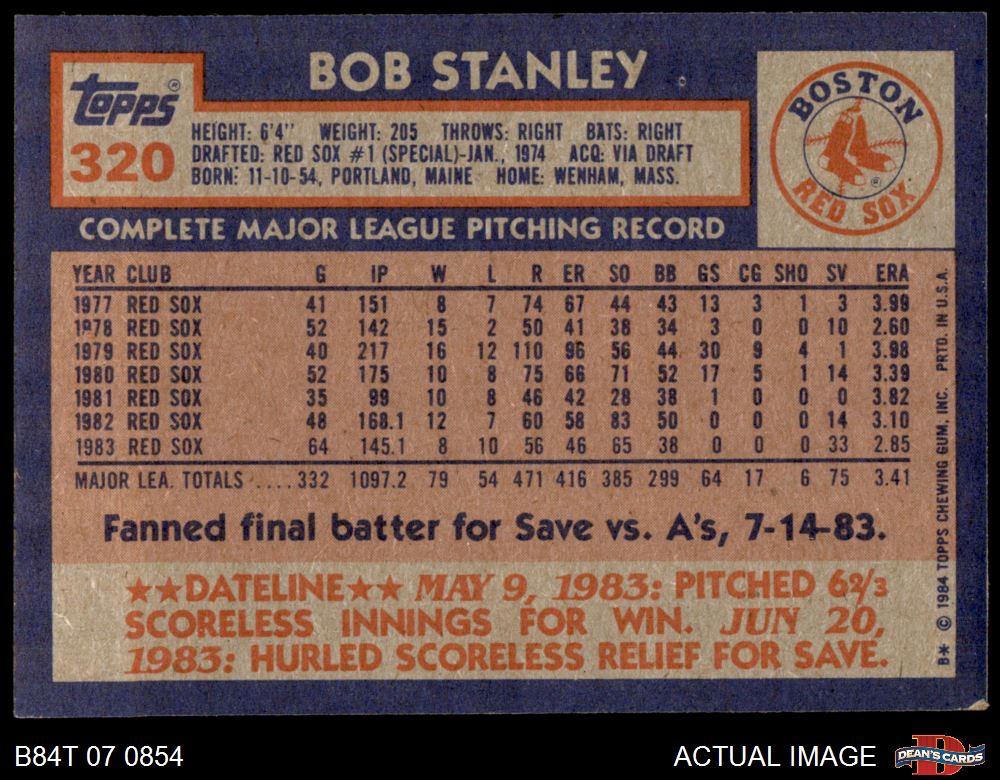 BOB STANLEY
TOPPS®
320
HEIGHT: 6'4" WEIGHT: 205 THROWS: RIGHT BATS: RIGHT
DRAFTED: RED SOX #1 (SPECIAL)-JAN., 1974 ACQ: VIA DRAFT
BORN: 11-10-54, PORTLAND, MAINE HOME: WENHAM, MASS.
BOSTON
RED SOX
®
COMPLETE MAJOR LEAGUE PITCHING RECORD
YEAR CLUB G IP W L R ER SO BB GS CG SHO SV ERA
1977 RED SOX 41 151 8 7 74 67 44 43 13 3 1 3 3.99
1978 RED SOX 52 142 15 2 50 41 38 34 3 0 0 10 2.60
1979 RED SOX 40 217 16 12 110 96 56 44 30 9 4 1 3.98
1980 RED SOX 52 175 10 8 75 66 71 52 17 5 1 14 3.39
1981 RED SOX 35 99 10 8 46 42 28 38 1 0 0 0 3.82
1982 RED SOX 48 168.1 12 7 60 58 83 50 0 0 0 14 3.10
1983 RED SOX 64 145.1 8 10 56 46 65 38 0 0 0 33 2.85
MAJOR LEA. TOTALS ....332 1097.2 79 54 471 416 385 299 64 17 6 75 3.41
Fanned final batter for Save vs. A's, 7-14-83.
★★DATELINE★★ MAY 9, 1983: PITCHED 6 2/3
SCORELESS INNINGS FOR WIN. JUN 20,
1983: HURLED SCORELESS RELIEF FOR SAVE.
B* © 1984 TOPPS CHEWING GUM, INC. PRTD. IN U.S.A.
B84T 07 0854
ACTUAL IMAGE
D
DEAN'S CARDS